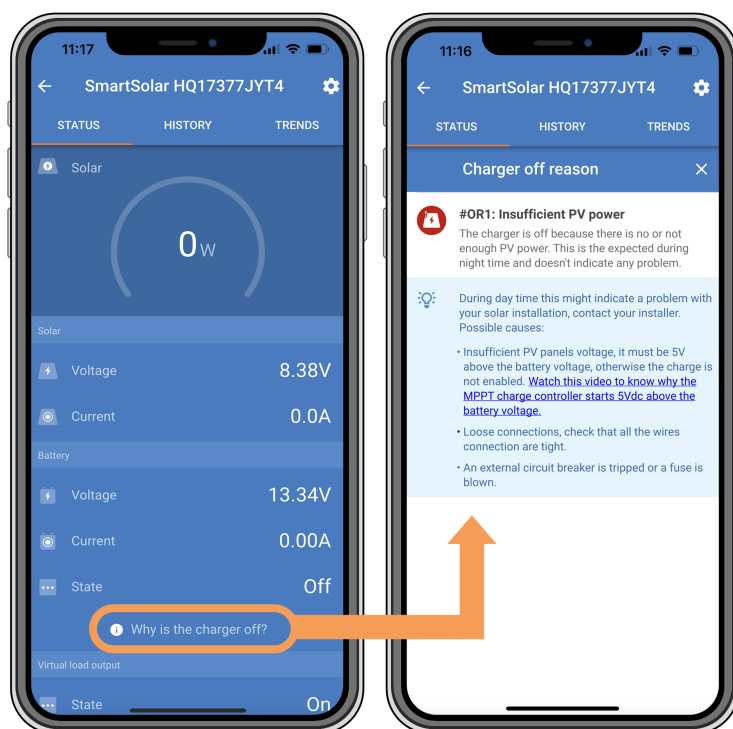 11:17
SmartSolar HQ17377JYT4
STATUS HISTORY TRENDS
Solar
0W
Solar
Voltage 8.38V
Current 0.0A
Battery
Voltage 13.34V
Current 0.00A
State Off
Why is the charger off?
Virtual load output
State On
11:16
SmartSolar HQ17377JYT4
STATUS HISTORY TRENDS
Charger off reason
#OR1: Insufficient PV power
The charger is off because there is no or not
enough PV power. This is the expected during
night time and doesn't indicate any problem.
During day time this might indicate a problem with
your solar installation, contact your installer.
Possible causes:
• Insufficient PV panels voltage, it must be 5V
above the battery voltage, otherwise the charge is
not enabled. Watch this video to know why the
MPPT charge controller starts 5Vdc above the
battery voltage.
• Loose connections, check that all the wires
connection are tight.
• An external circuit breaker is tripped or a fuse is
blown.